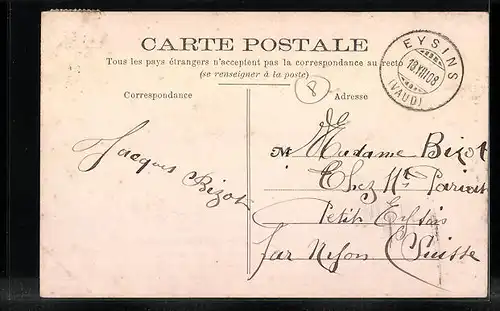 CARTE POSTALE
Tous les pays étrangers n'acceptent pas la correspondance au recto
(se renseigner à la poste)
Correspondance
Adresse
8
EYSINS
18.VIII.08
(VAUD)
Jacques
Bizot
M Madame Bizot
Chez Mr
Petit Eysins
par Nyon (Suisse